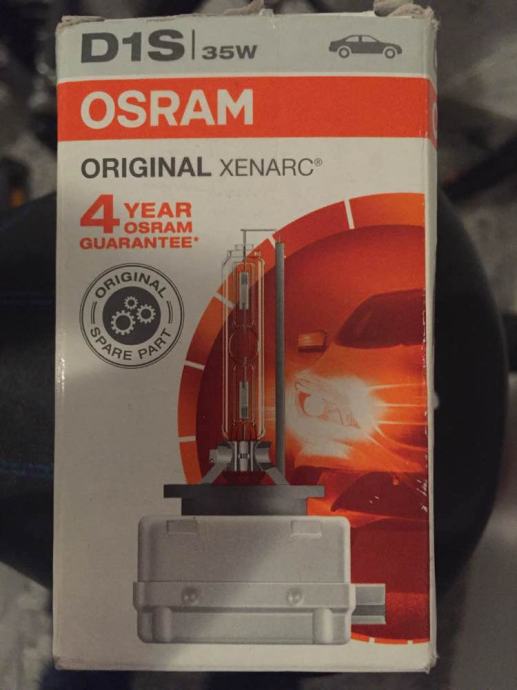 D1S | 35W
OSRAM
ORIGINAL XENARC®
4 YEAR
OSRAM
GUARANTEE*
ORIGINAL
SPARE PART